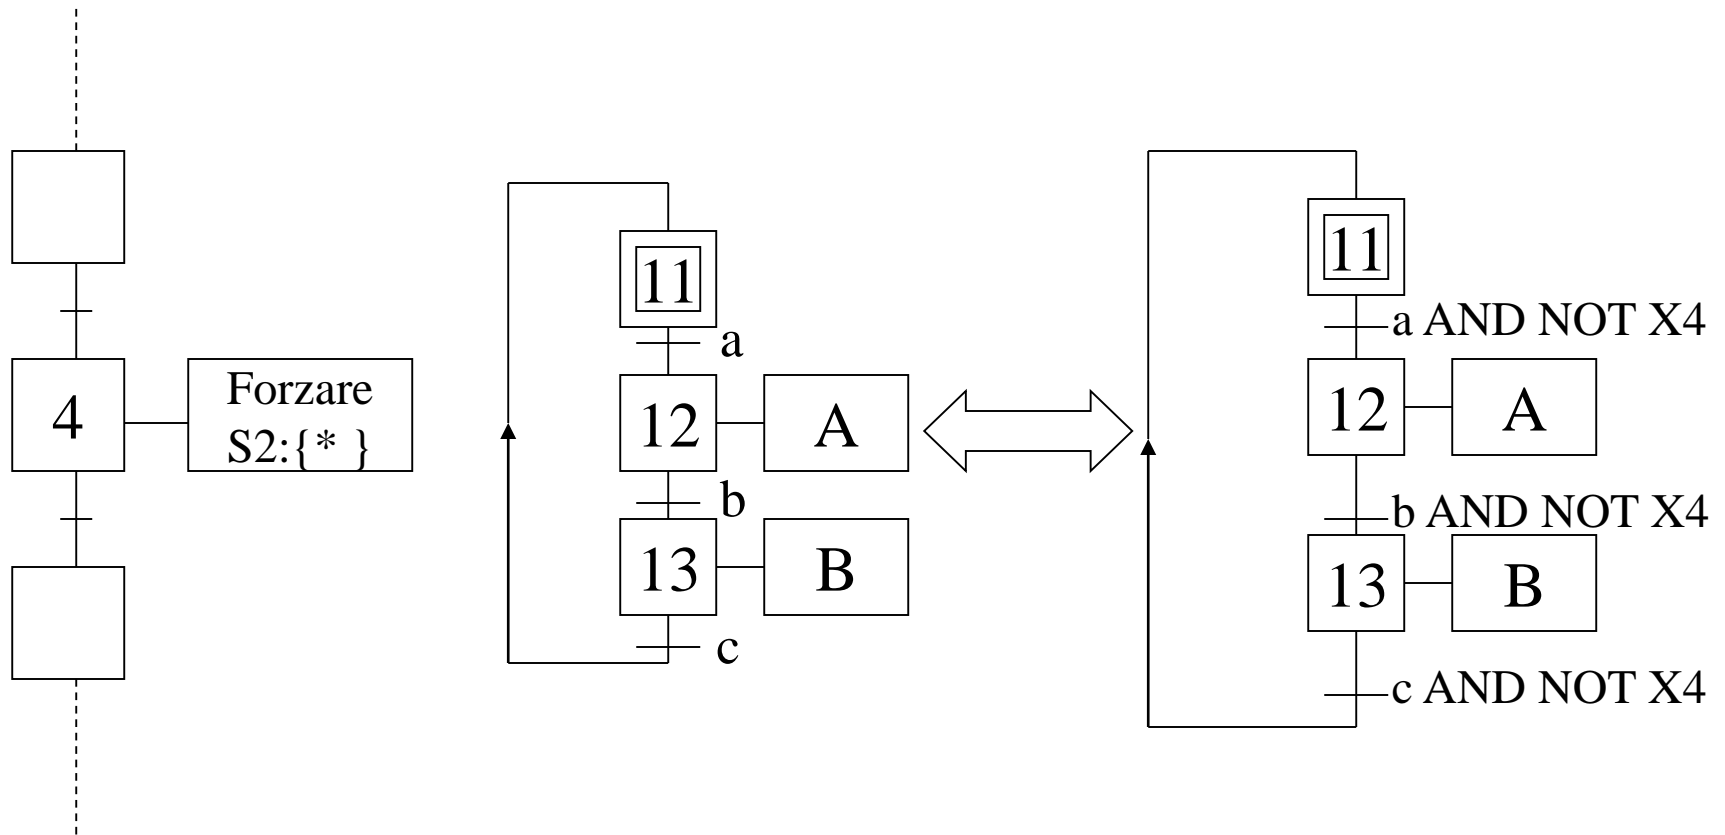 4
Forzare
S2:{* }
11
a
12
A
b
13
B
c
11
a AND NOT X4
12
A
b AND NOT X4
13
B
c AND NOT X4